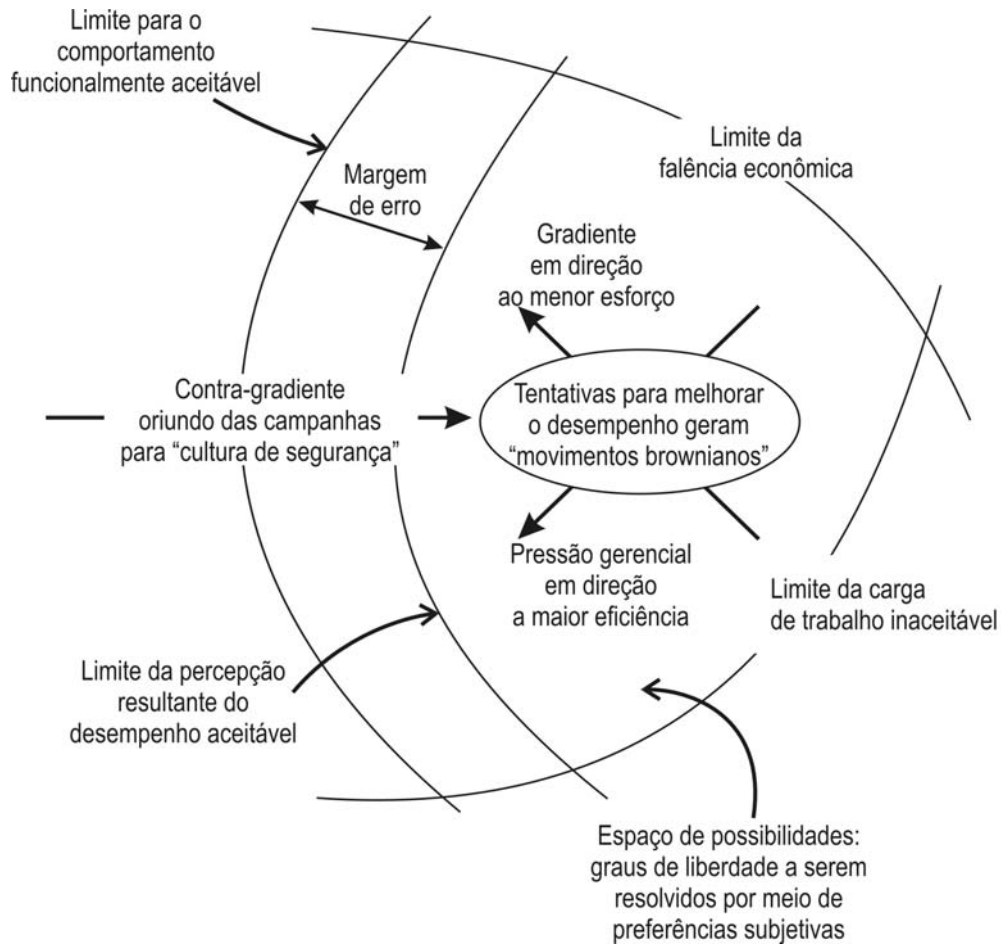 Limite para o
comportamento
funcionalmente aceitável
Limite da
falência econômica
Margem
de erro
Gradiente
em direção
ao menor esforço
Contra-gradiente
oriundo das campanhas
para “cultura de segurança”
Tentativas para melhorar
o desempenho geram
“movimentos brownianos”
Pressão gerencial
em direção
a maior eficiência
Limite da carga
de trabalho inaceitável
Limite da percepção
resultante do
desempenho aceitável
Espaço de possibilidades:
graus de liberdade a serem
resolvidos por meio de
preferências subjetivas